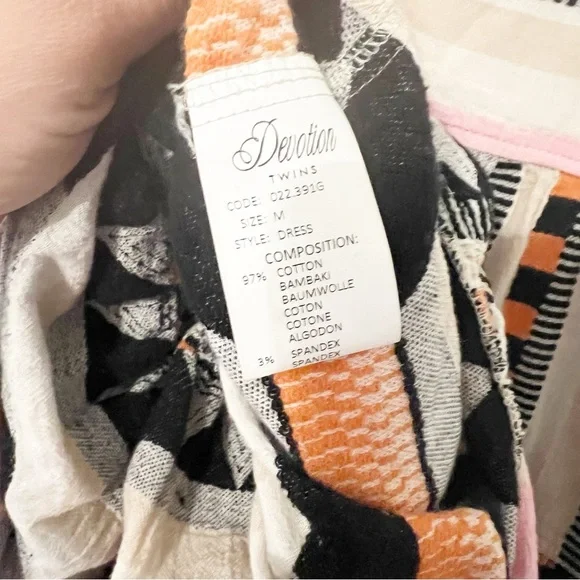 Devotion
TWINS
CODE: 022.391G
SIZE: M
STYLE: DRESS
COMPOSITION:
97% COTTON
BAMBAKI
BAUMWOLLE
COTON
COTONE
ALGODON
3% SPANDEX
SPANDEX